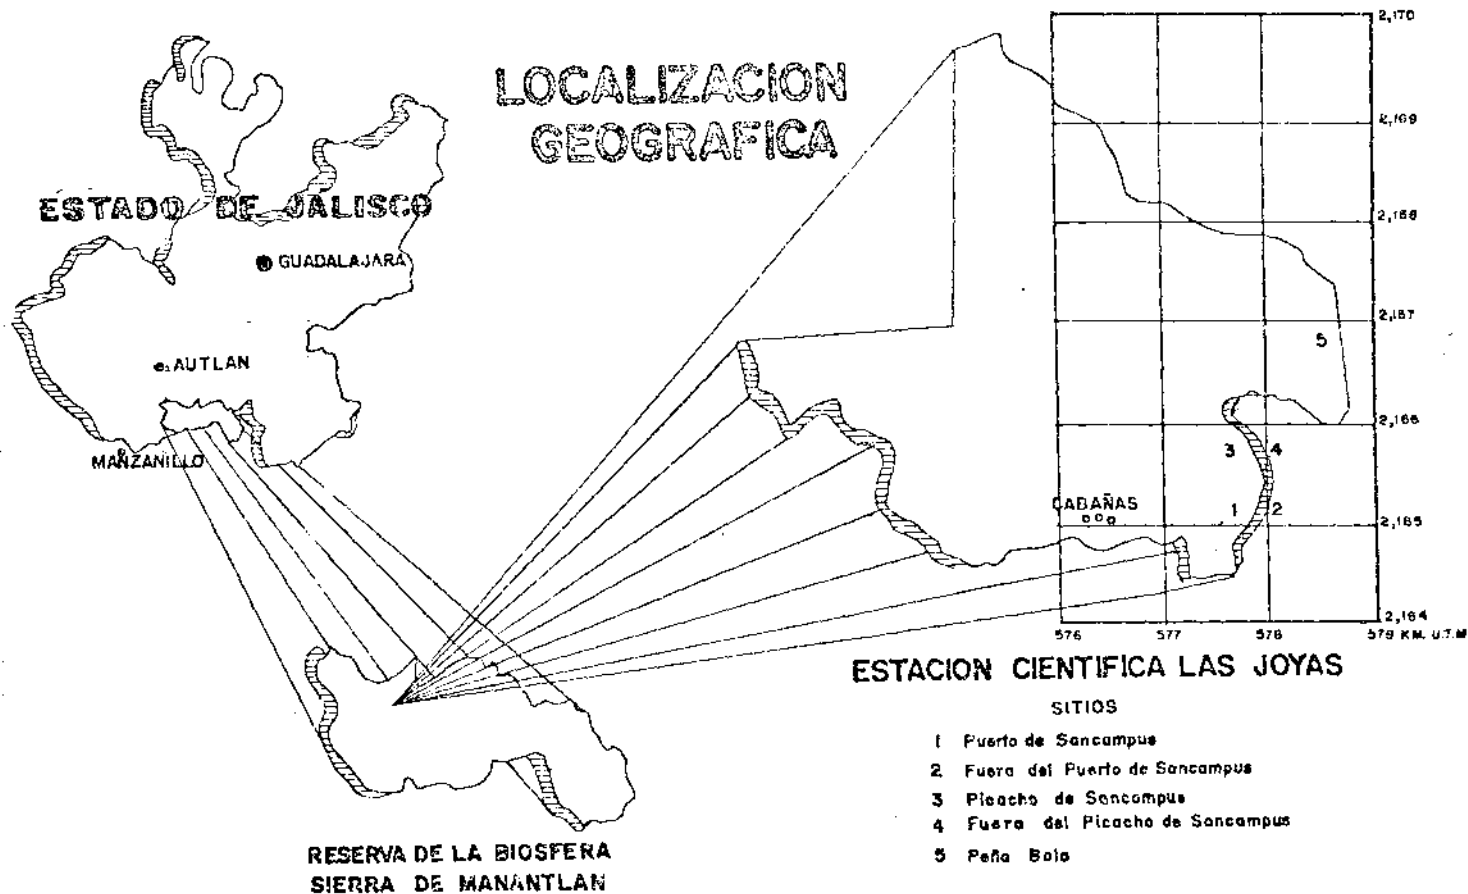 LOCALIZACION
GEOGRAFICA
ESTADO DE JALISCO
GUADALAJARA
AUTLAN
MANZANILLO
RESERVA DE LA BIOSFERA
SIERRA DE MANANTLAN
2,170
2,169
2,168
2,167
2,166
2,165
2,164
5
3 4
1 2
CABAÑAS
576 577 578 579 KM. U.T.M
ESTACION CIENTIFICA LAS JOYAS
SITIOS
1 Puerto de Sancampus
2 Fuera del Puerto de Sancampus
3 Picacho de Sancampus
4 Fuera del Picacho de Sancampus
5 Peña Bola